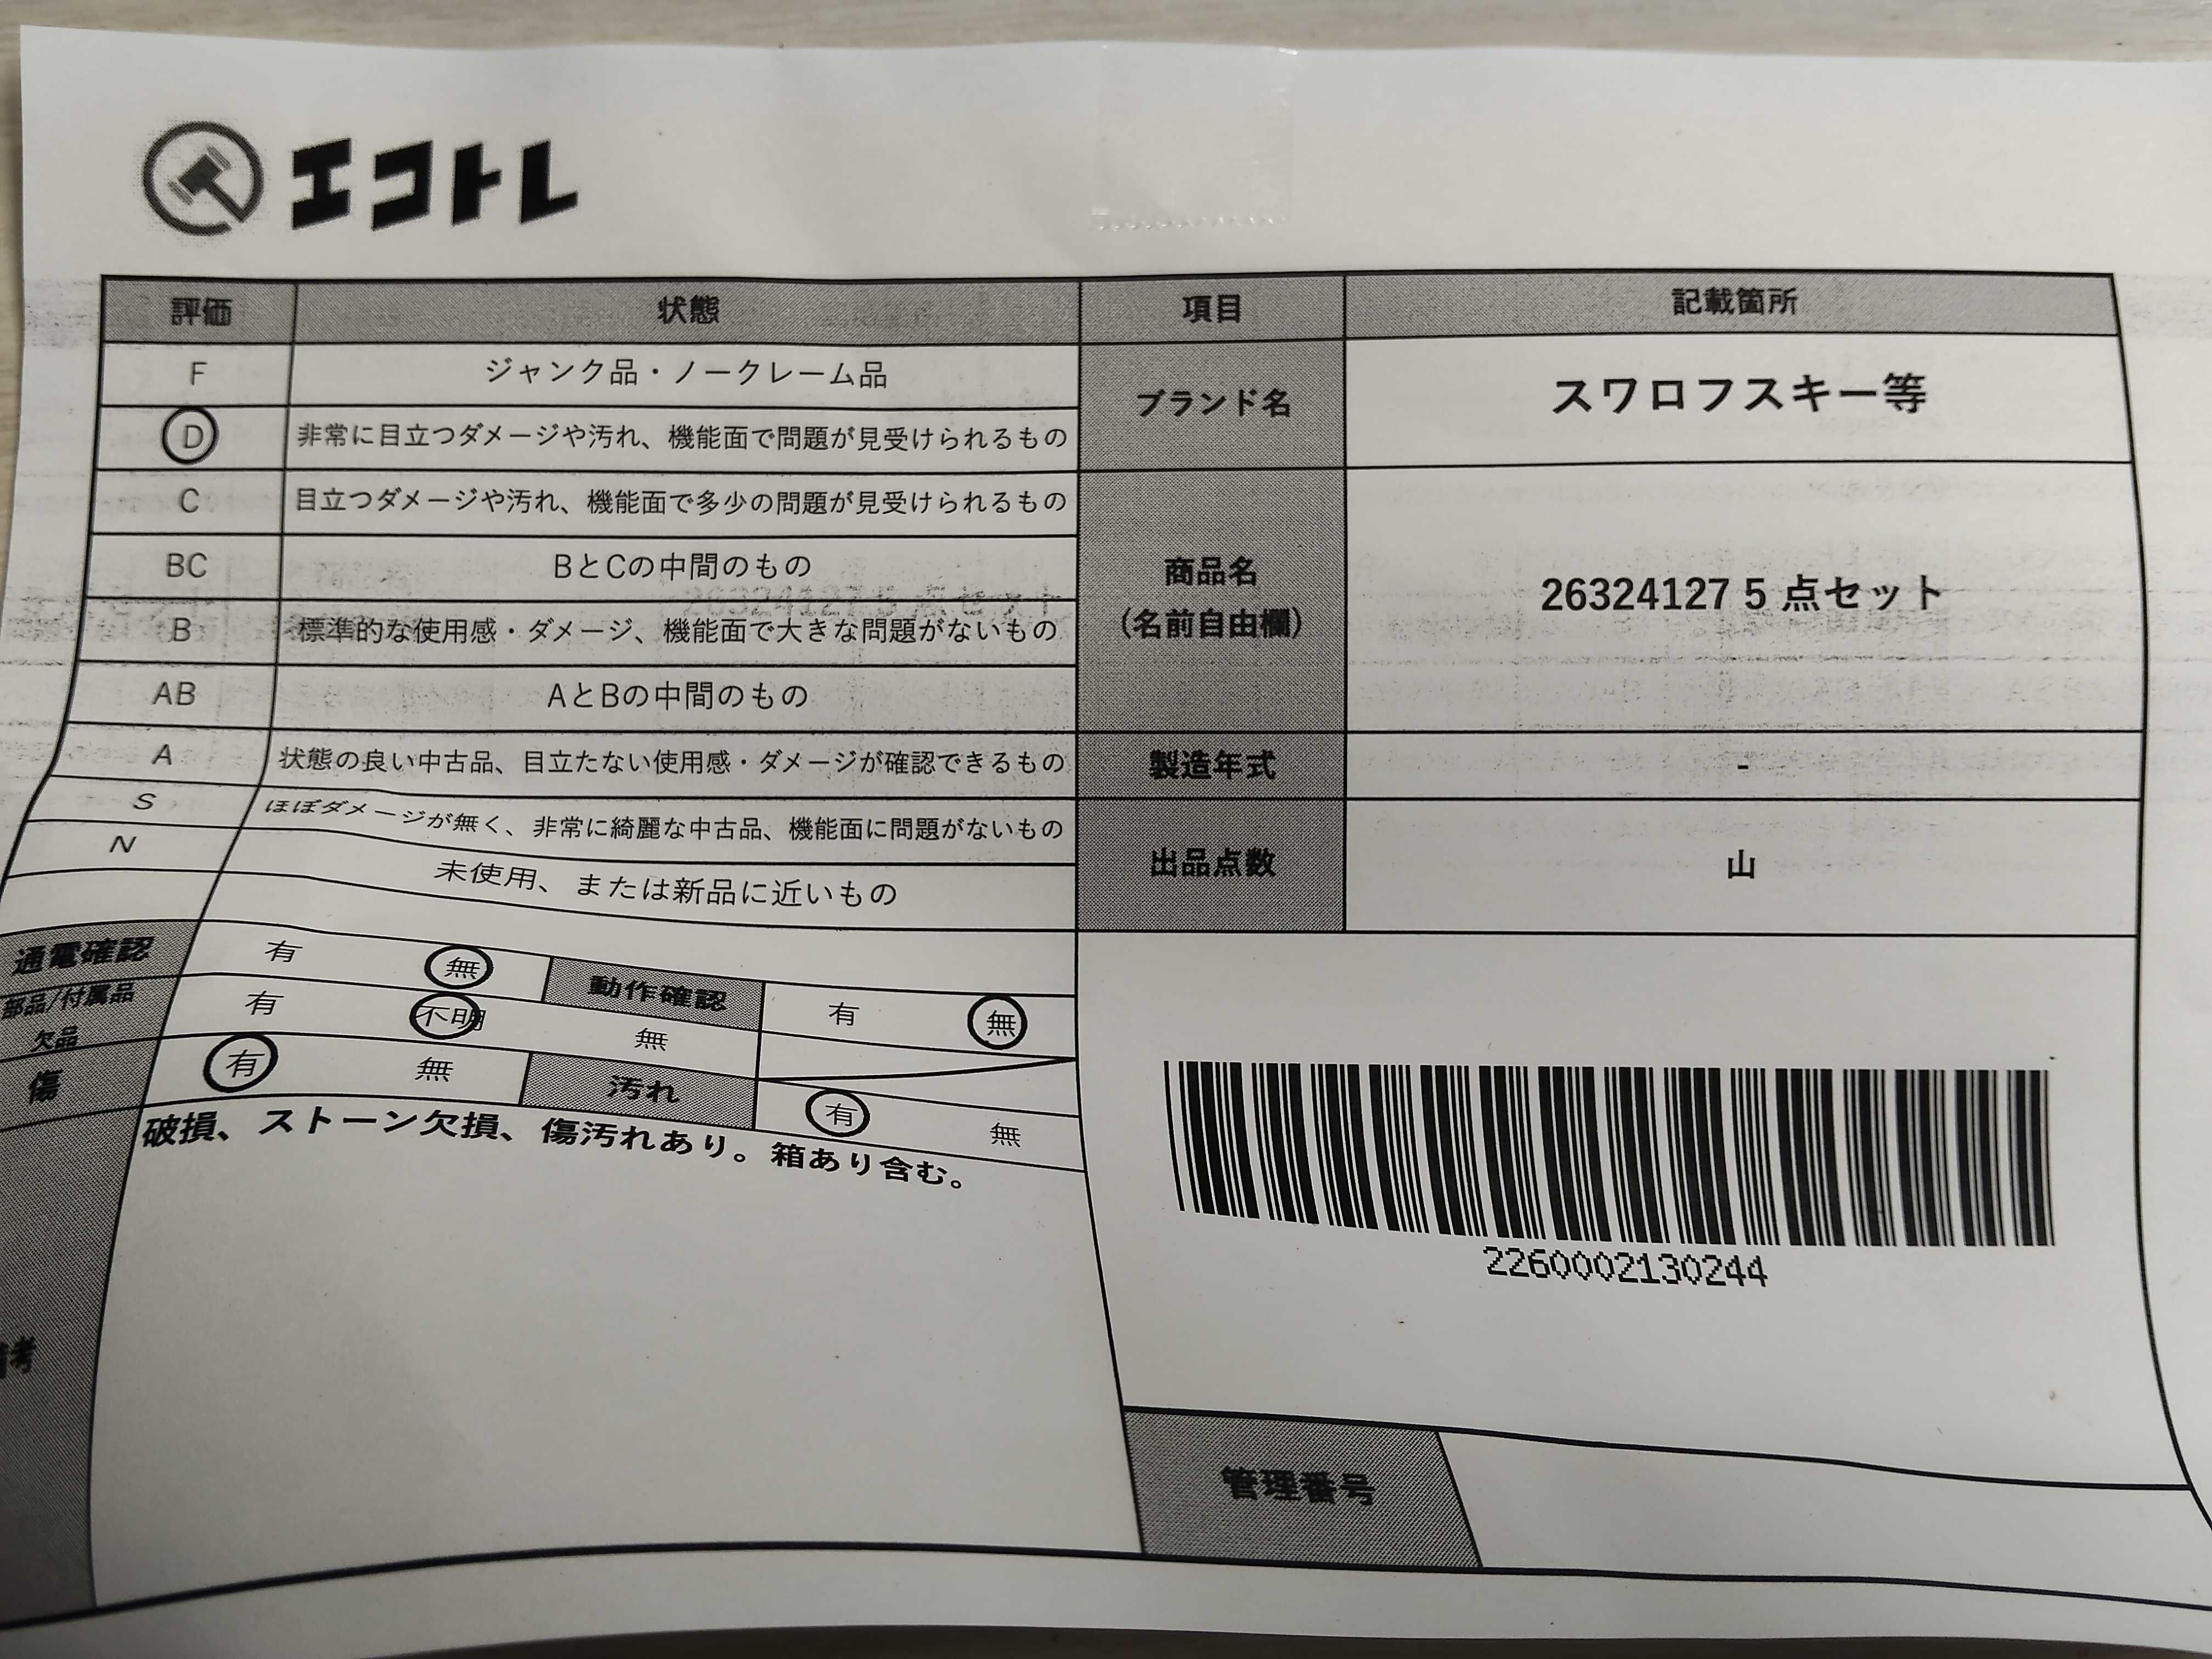 エコトレ
評価 状態 項目 記載箇所
F ジャンク品・ノークレーム品
D 非常に目立つダメージや汚れ、機能面で問題が見受けられるもの
ブランド名 スワロフスキー等
C 目立つダメージや汚れ、機能面で多少の問題が見受けられるもの
BC BとCの中間のもの
B 標準的な使用感・ダメージ、機能面で大きな問題がないもの
AB AとBの中間のもの
商品名
(名前自由欄)
26324127 5 点セット
A 状態の良い中古品、目立たない使用感・ダメージが確認できるもの
製造年式 -
S ほぼダメージが無く、非常に綺麗な中古品、機能面に問題がないもの
N 未使用、または新品に近いもの
出品点数 山
通電確認 有 無 動作確認 有 無
部品/付属品
欠品
有 不明 無
傷 有 無 汚れ 有 無
破損、ストーン欠損、傷汚れあり。箱あり含む。
考
2260002130244
管理番号